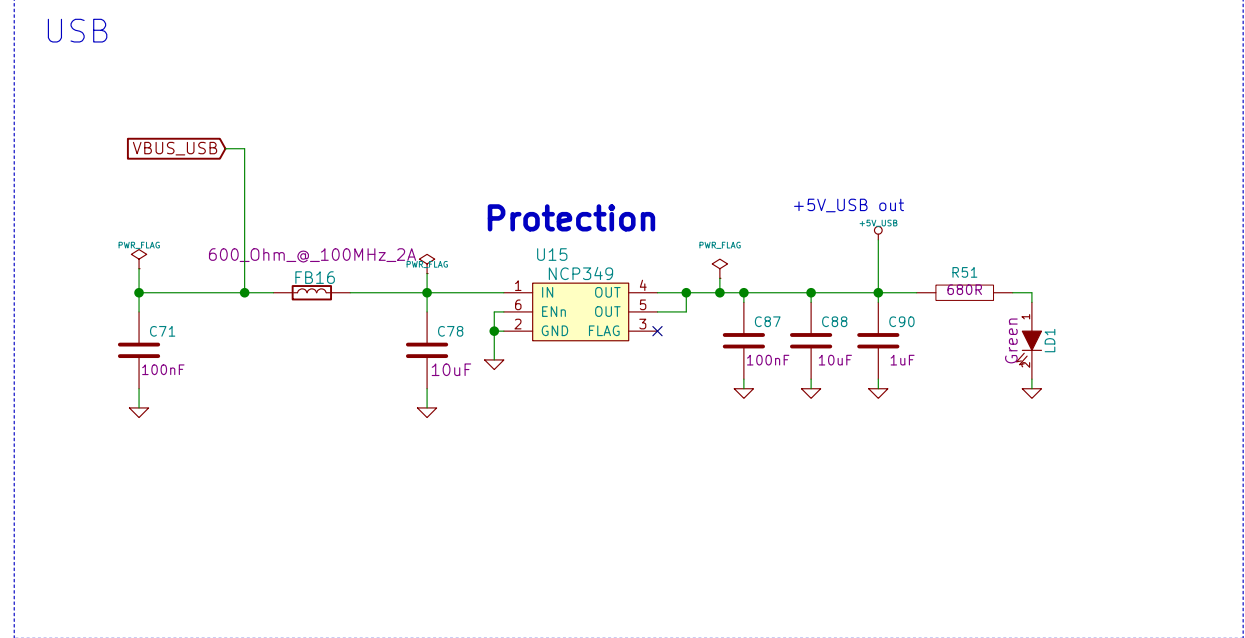 USB
VBUS_USB
Protection
+5V_USB out
+5V_USB
PWR_FLAG
600_Ohm_@_100MHz_2A
PWR_FLAG
PWR_FLAG
FB16
U15
NCP349
R51
680R
1 IN OUT 4
6 ENn OUT 5
2 GND FLAG 3
C71
100nF
C78
10uF
C87
100nF
C88
10uF
C90
1uF
1
Green
LD1
2